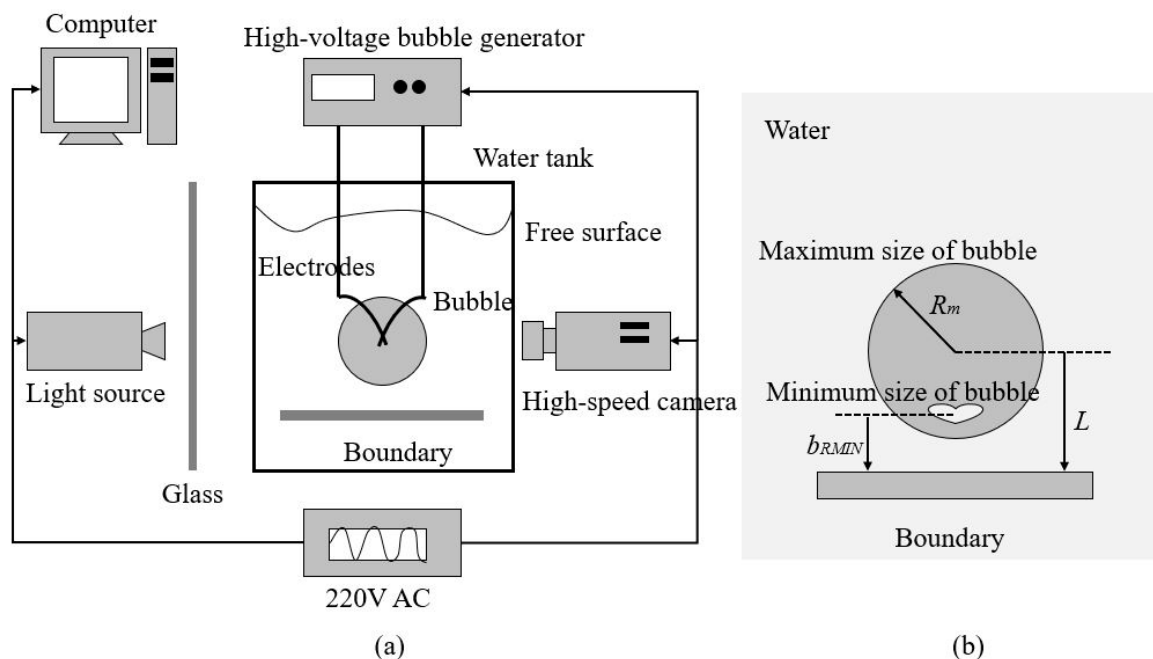 Computer
High-voltage bubble generator
Water tank
Free surface
Electrodes
Bubble
Light source
High-speed camera
Boundary
Glass
220V AC
(a)
Water
Maximum size of bubble
Rm
Minimum size of bubble
L
bRMIN
Boundary
(b)